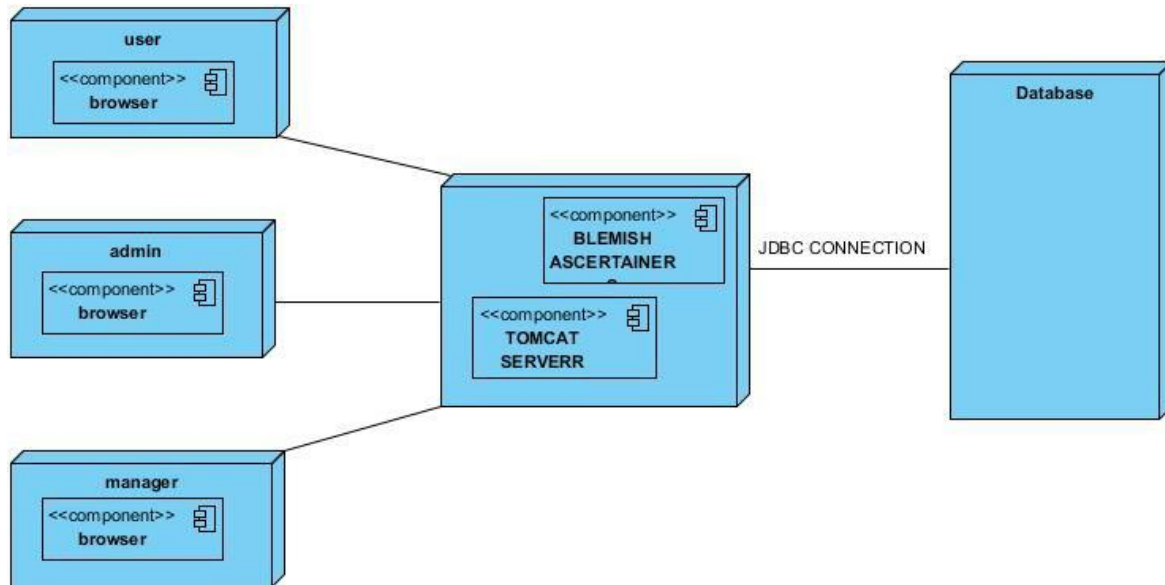 user
<<component>>
browser
admin
<<component>>
browser
manager
<<component>>
browser
<<component>>
BLEMISH
ASCERTAINER
<<component>>
TOMCAT
SERVERR
JDBC CONNECTION
Database